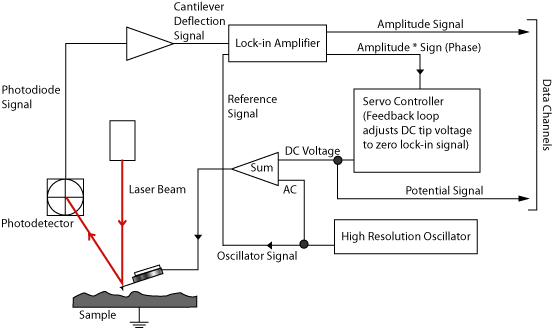 Cantilever
Deflection
Signal
Amplitude Signal
Lock-in Amplifier
Amplitude * Sign (Phase)
Photodiode
Signal
Reference
Signal
Servo Controller
(Feedback loop
adjusts DC tip voltage
to zero lock-in signal)
Data Channels
DC Voltage
Sum
AC
Laser Beam
Potential Signal
Photodetector
High Resolution Oscillator
Oscillator Signal
Sample